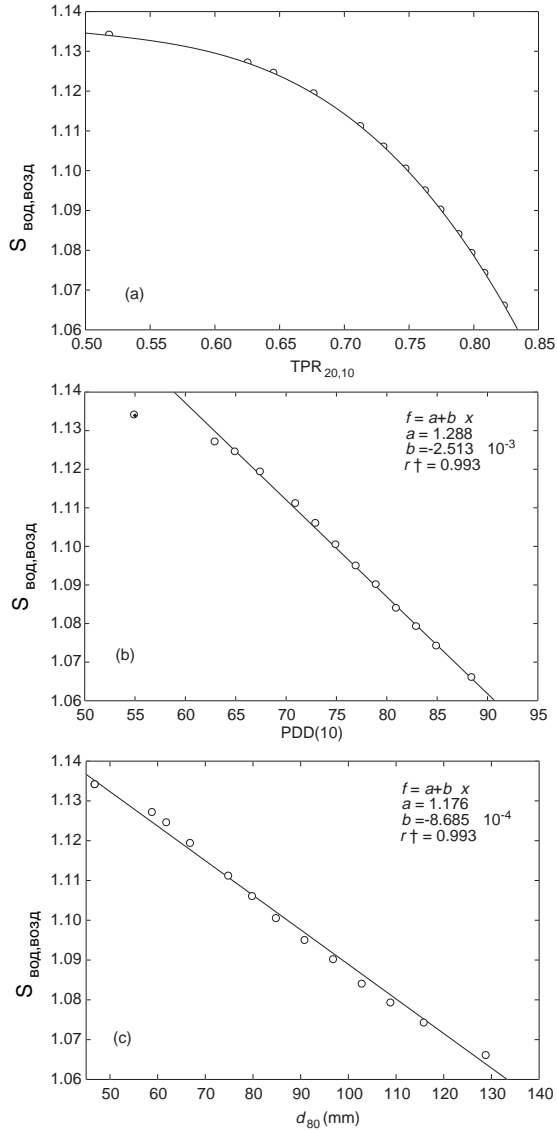 1.14
1.13
1.12
1.11
1.10
1.09
1.08
1.07
1.06
S вод,возд
(a)
0.50 0.55 0.60 0.65 0.70 0.75 0.80 0.85
TPR20,10
1.14
1.13
1.12
1.11
1.10
1.09
1.08
1.07
1.06
S вод,возд
f = a+b x
a = 1.288
b =-2.513 10-3
r † = 0.993
(b)
50 55 60 65 70 75 80 85 90 95
PDD(10)
1.14
1.13
1.12
1.11
1.10
1.09
1.08
1.07
1.06
S вод,возд
f = a+b x
a = 1.176
b =-8.685 10-4
r † = 0.993
(c)
50 60 70 80 90 100 110 120 130 140
d80 (mm)